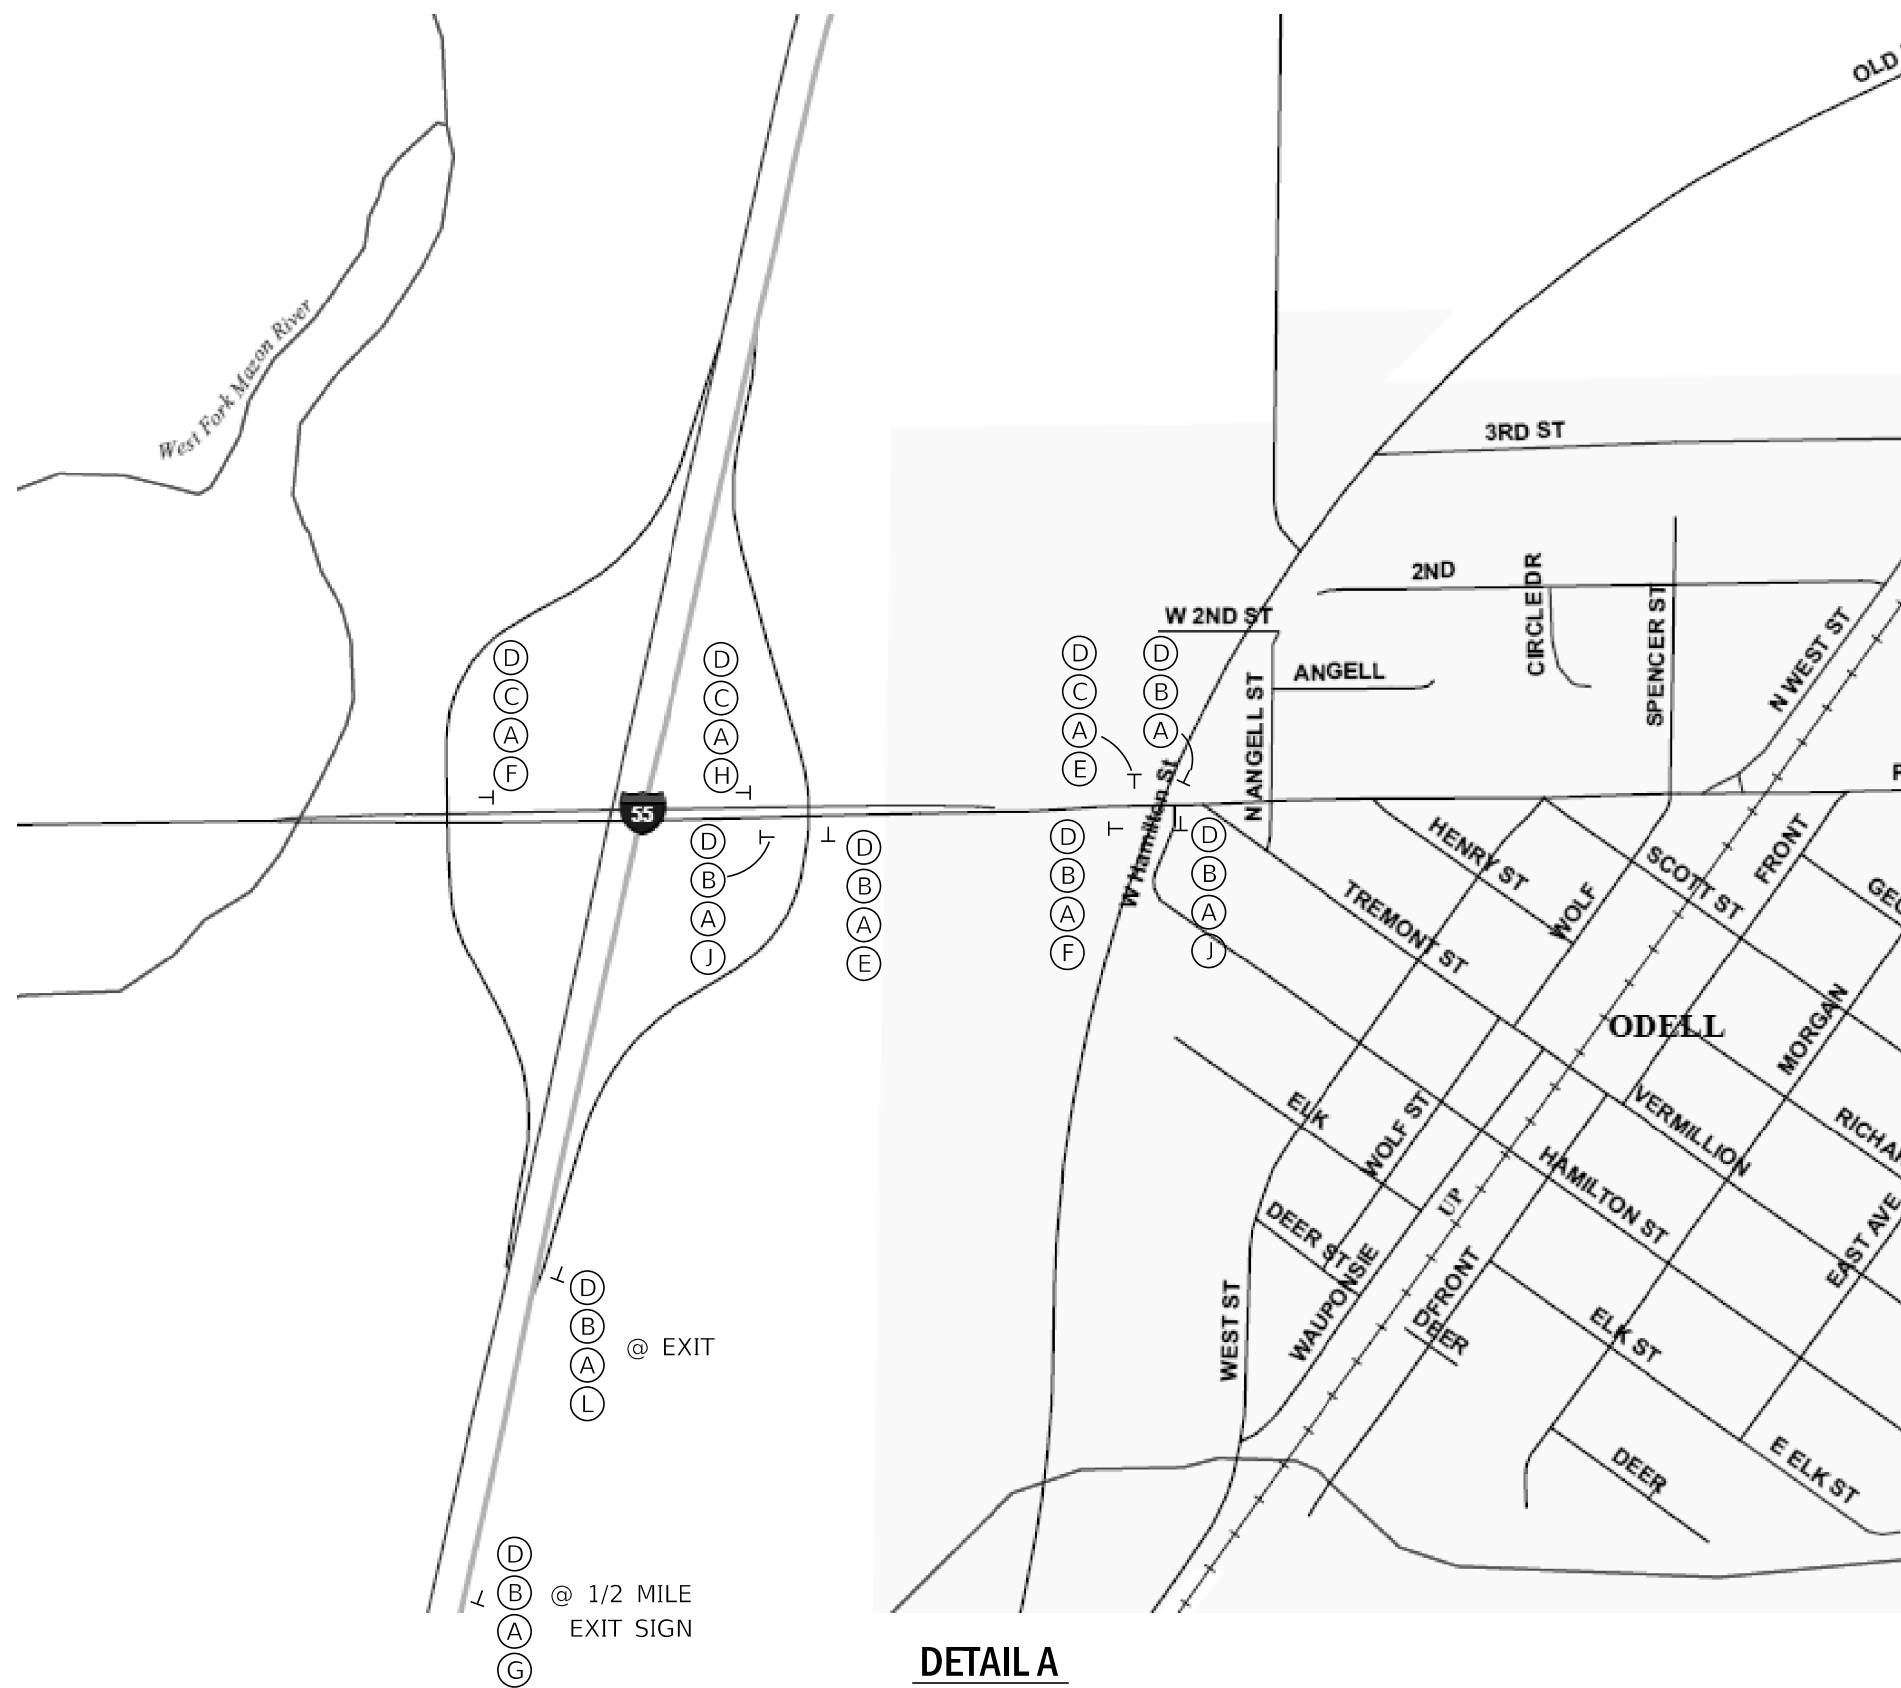 OLD
West Fork Mazon River
3RD ST
2ND
CIRCLE DR
SPENCER ST
N WEST ST
W 2ND ST
ANGELL
N ANGELL ST
D
C
A
F
D
C
A
H
D
C
A
E
D
B
A
55
W Hamilton St
D
B
A
J
D
B
A
E
D
B
A
F
D
B
A
J
HENRY ST
SCOTT ST
FRONT
TREMONT ST
WOLF
ODELL
MORGAN
ELK
WOLF ST
VERMILLION
HAMILTON ST
UP
EAST AVE
DEER ST
WAUPONSIE
FRONT
DEER
WEST ST
ELK ST
DEER
E ELK ST
D
B
A
L
@ EXIT
D
B
A
G
@ 1/2 MILE
EXIT SIGN
DETAIL A